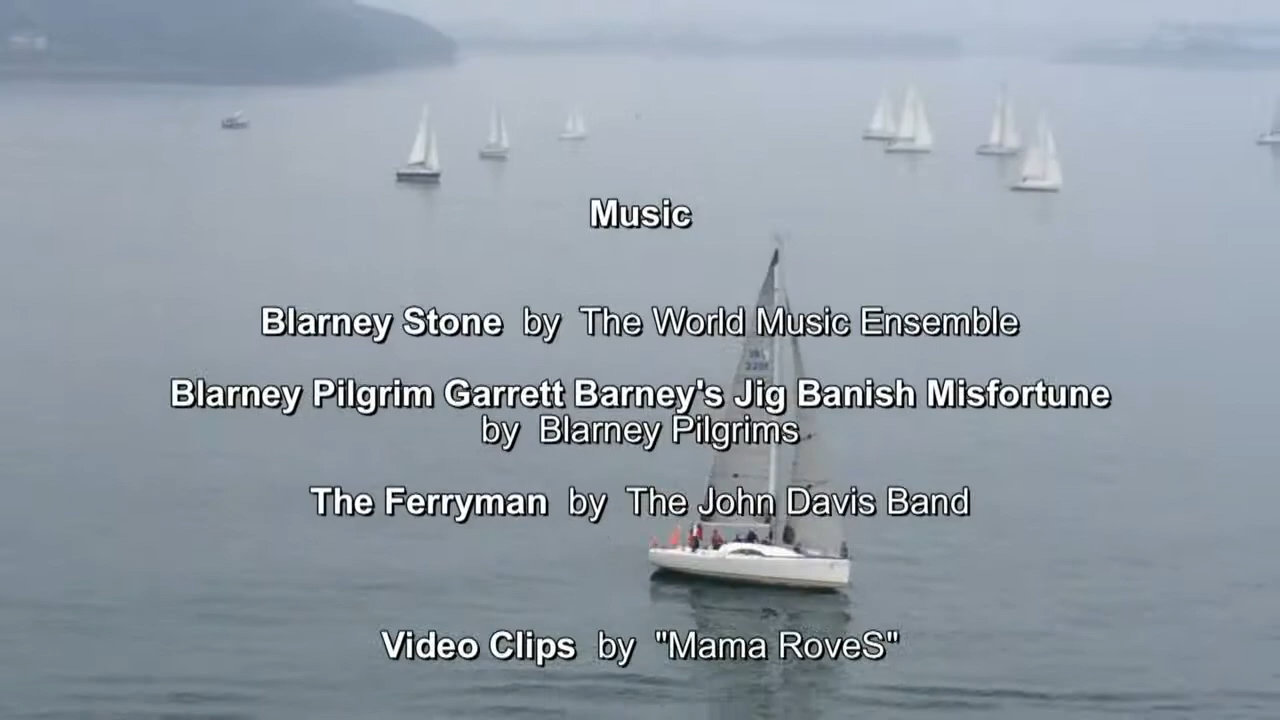 Music
Blarney Stone by The World Music Ensemble
Blarney Pilgrim Garrett Barney's Jig Banish Misfortune
by Blarney Pilgrims
The Ferryman by The John Davis Band
Video Clips by "Mama RoveS"